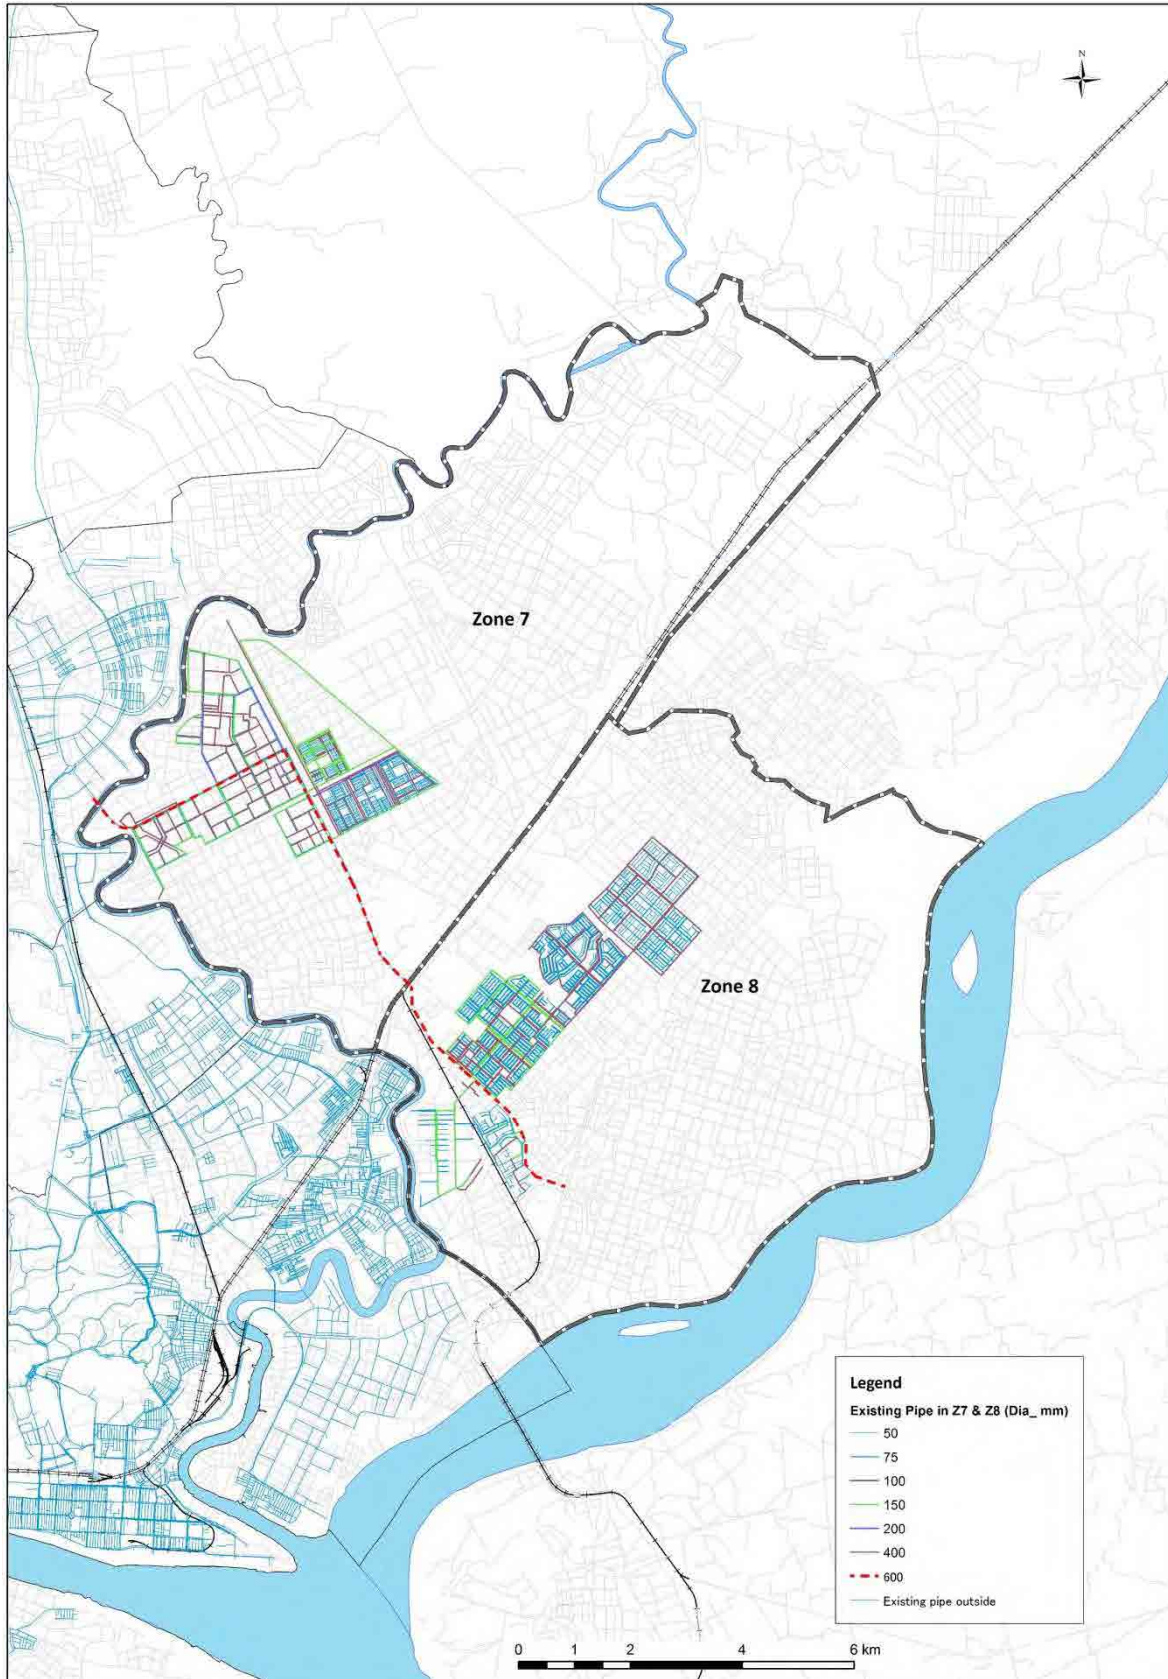 N
Zone 7
Zone 8
Legend
Existing Pipe in Z7 & Z8 (Dia_ mm)
50
75
100
150
200
400
600
Existing pipe outside
0 1 2 4 6 km